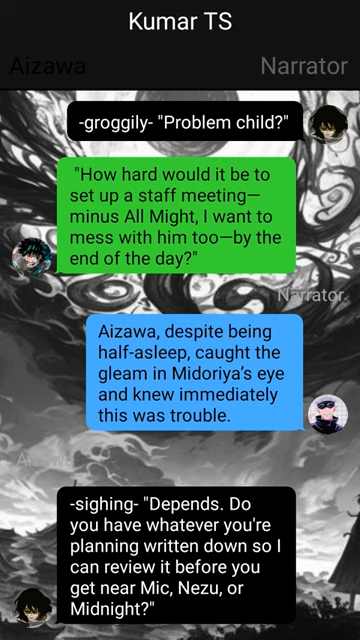 Kumar TS
Aizawa
Narrator
-groggily- "Problem child?"
"How hard would it be to
set up a staff meeting—
minus All Might, I want to
mess with him too—by the
end of the day?"
Narrator
Aizawa, despite being
half-asleep, caught the
gleam in Midoriya's eye
and knew immediately
this was trouble.
Aizawa
-sighing- "Depends. Do
you have whatever you're
planning written down so I
can review it before you
get near Mic, Nezu, or
Midnight?"